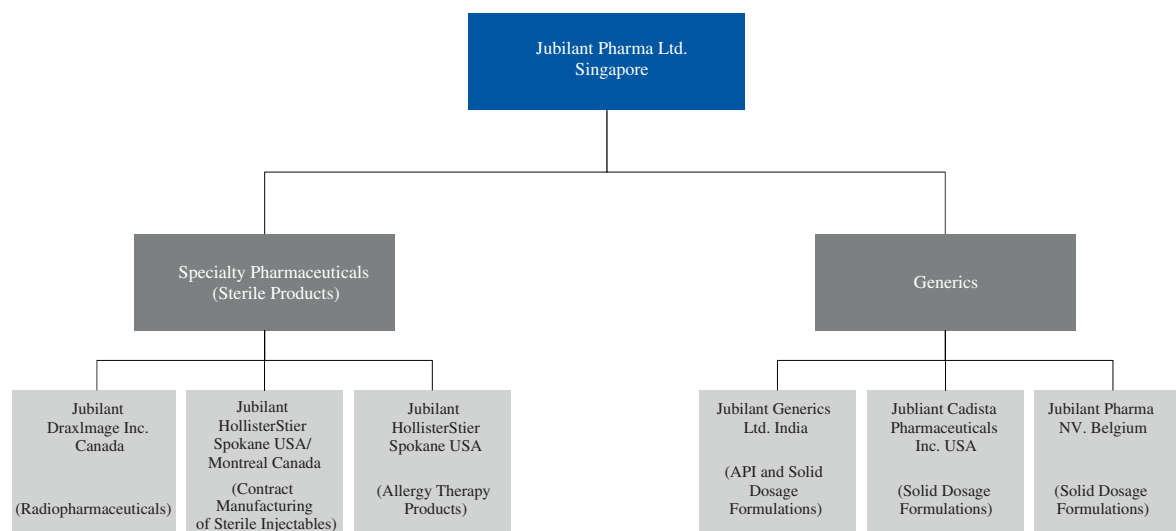 Jubilant Pharma Ltd.
Singapore
Specialty Pharmaceuticals
(Sterile Products)
Generics
Jubilant
DraxImage Inc.
Canada
(Radiopharmaceuticals)
Jubilant
HollisterStier
Spokane USA/
Montreal Canada
(Contract
Manufacturing
of Sterile Injectables)
Jubilant
HollisterStier
Spokane USA
(Allergy Therapy
Products)
Jubilant Generics
Ltd. India
(API and Solid
Dosage
Formulations)
Jubliant Cadista
Pharmaceuticals
Inc. USA
(Solid Dosage
Formulations)
Jubilant Pharma
NV. Belgium
(Solid Dosage
Formulations)